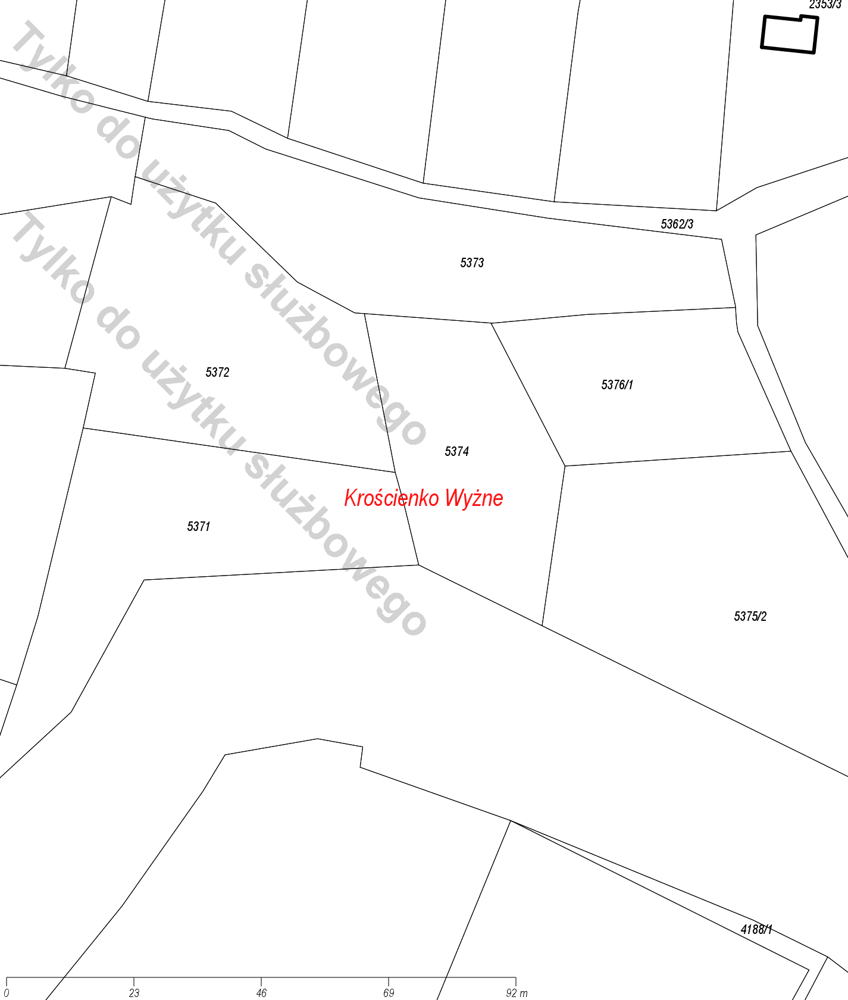 2353/3
Tylko do użytku służbowego
5362/3
Tylko do użytku służbowego
5373
5372
5376/1
5374
Krościenko Wyżne
5371
5375/2
4188/1
0 23 46 69 92 m